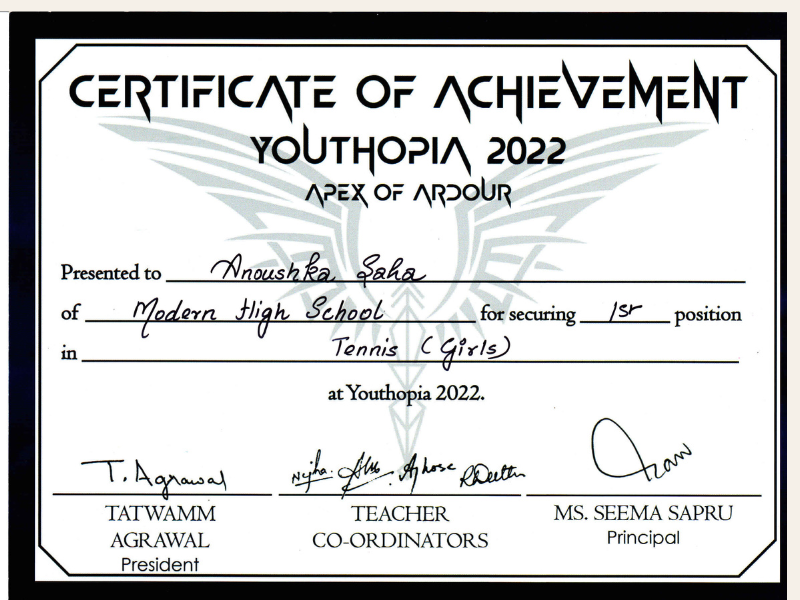 CERTIFICATE OF ACHIEVEMENT
YOUTHOPIA 2022
APEX OF ARDOUR
Presented to Anoushka Saha
of Modern High School for securing 1st position
in Tennis (Girls)
at Youthopia 2022.
T. Agrawal
TATWAMM AGRAWAL
President
TEACHER CO-ORDINATORS
MS. SEEMA SAPRU
Principal